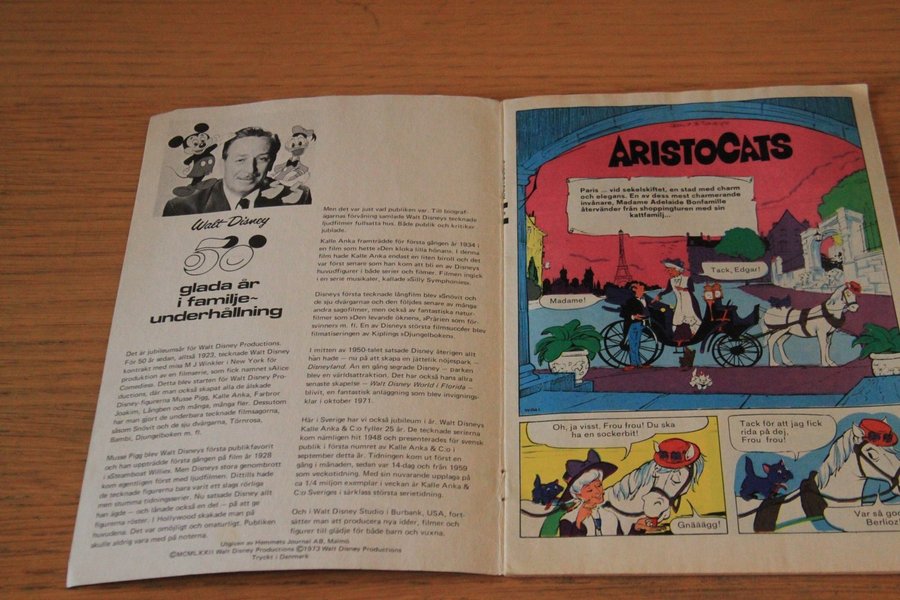 Walt Disney
50
glada år
i familje-
underhållning
Det är jubileumsår för Walt Disney Productions.
För 50 år sedan, alltså 1923, tecknade Walt Disney
kontrakt med miss M J Winkler i New York för
produktion av en filmserie, som fick namnet »Alice
Comedies». Detta blev starten för Walt Disney Pro-
ductions, där man också skapat alla de älskade
Disney-figurerna Musse Pigg, Kalle Anka, Farbror
Joakim, Långben och många, många fler. Dessutom
har man gjort de underbara tecknade filmsagorna,
såsom Snövit och de sju dvärgarna, Törnrosa,
Bambi, Djungelboken m. fl.
Musse Pigg blev Walt Disneys första publikfavorit
och han uppträdde första gången på film år 1928
i »Steamboat Willie». Men Disneys stora genombrott
kom egentligen först med ljudfilmen. Dittills hade
de tecknade figurerna bara varit ett slags rörliga
men stumma tidningsserier. Nu satsade Disney allt
han ägde – och lånade också en del – på att ge
figurerna röster. I Hollywood skakade man på
huvudena. Det var omöjligt och onaturligt. Publiken
skulle aldrig vara med på noterna.
Men det var just vad publiken var. Till biograf-
ägarnas förvåning samlade Walt Disneys tecknade
ljudfilmer fullsatta hus. Både publik och kritiker
jublade.
Kalle Anka framträdde för första gången år 1934 i
en film som hette »Den kloka lilla hönan». I denna
film hade Kalle Anka endast en liten biroll och det
var först senare som han kom att bli en av Disneys
huvudfigurer i både serier och filmer. Filmen ingick
i en serie musikaler, kallade »Silly Symphonies».
Disneys första tecknade långfilm blev »Snövit och
de sju dvärgarna» och den följdes senare av många
andra sagofilmer, men också av fantastiska natur-
filmer som »Den levande öknen», »Prärien som för-
svinner» m. fl. En av Disneys största filmsuccéer blev
filmatiseringen av Kiplings »Djungelboken».
I mitten av 1950-talet satsade Disney återigen allt
han hade – nu på att skapa en jättelik nöjespark –
Disneyland. Än en gång segrade Disney – parken
blev en världsattraktion. Det har också hans allra
senaste skapelse – Walt Disney World i Florida –
blivit, en fantastisk anläggning som blev invignings-
klar i oktober 1971.
Här i Sverige har vi också jubileum i år. Walt Disneys
Kalle Anka & C:o fyller 25 år. De tecknade serierna
kom nämligen hit 1948 och presenterades för svensk
publik i första numret av Kalle Anka & C:o i
september detta år. Tidningen kom ut först en
gång i månaden, sedan var 14-dag och från 1959
som veckotidning. Med sin nuvarande upplaga på
ca 1/4 miljon exemplar i veckan är Kalle Anka &
C:o Sveriges i särklass största serietidning.
Och i Walt Disney Studio i Burbank, USA, fort-
sätter man att producera nya idéer, filmer och
figurer till glädje för både barn och vuxna.
Utgiven av Hemmets Journal AB, Malmö
©MCMLXXII Walt Disney Productions ©1973 Walt Disney Productions
Tryckt i Danmark
ARISTOCATS
Paris ... vid sekelskiftet, en stad med charm
och elegans. En av dess mest charmerande
invånare, Madame Adelaide Bonfamille
återvänder från shoppingturen med sin
kattfamilj...
Tack, Edgar!
Madame!
Oh, ja visst, Frou frou! Du ska
ha en sockerbit!
Gnääägg!
Tack för att jag fick
rida på dej,
Frou frou!
Var så god
Berlioz!